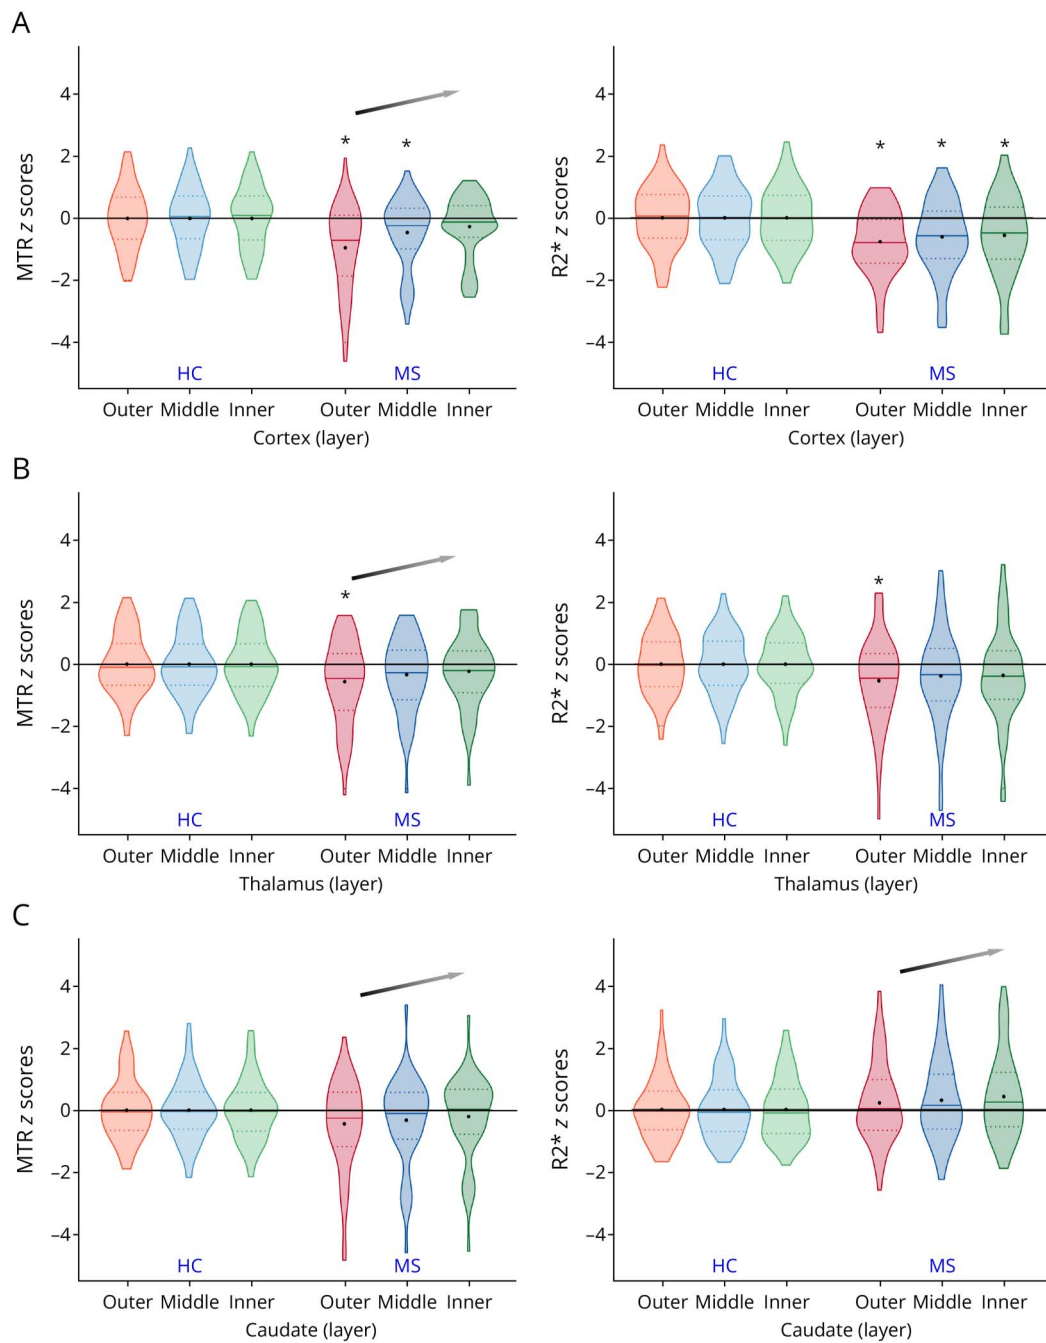 A
MTR z scores
4
2
0
−2
−4
* *
HC MS
Outer Middle Inner Outer Middle Inner
Cortex (layer)
R2* z scores
4
2
0
−2
−4
* * *
HC MS
Outer Middle Inner Outer Middle Inner
Cortex (layer)
B
MTR z scores
4
2
0
−2
−4
*
HC MS
Outer Middle Inner Outer Middle Inner
Thalamus (layer)
R2* z scores
4
2
0
−2
−4
*
HC MS
Outer Middle Inner Outer Middle Inner
Thalamus (layer)
C
MTR z scores
4
2
0
−2
−4
HC MS
Outer Middle Inner Outer Middle Inner
Caudate (layer)
R2* z scores
4
2
0
−2
−4
HC MS
Outer Middle Inner Outer Middle Inner
Caudate (layer)